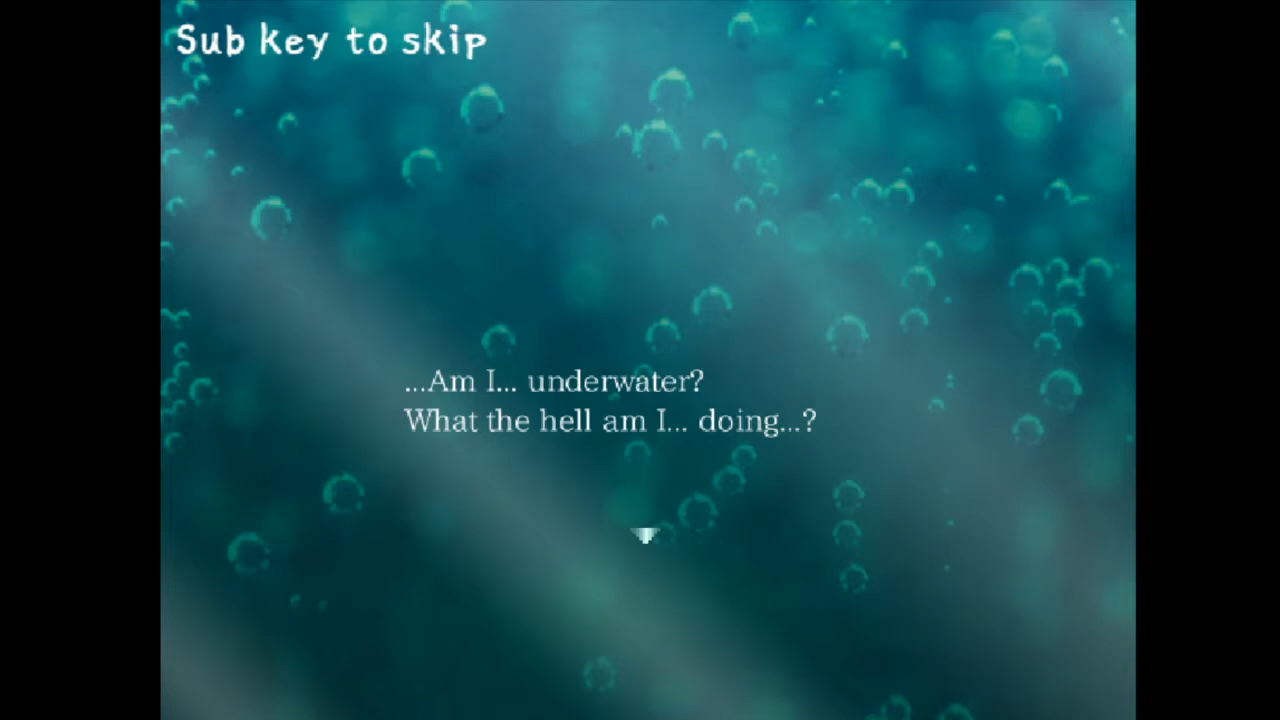 Sub key to skip
...Am I... underwater?
What the hell am I... doing...?